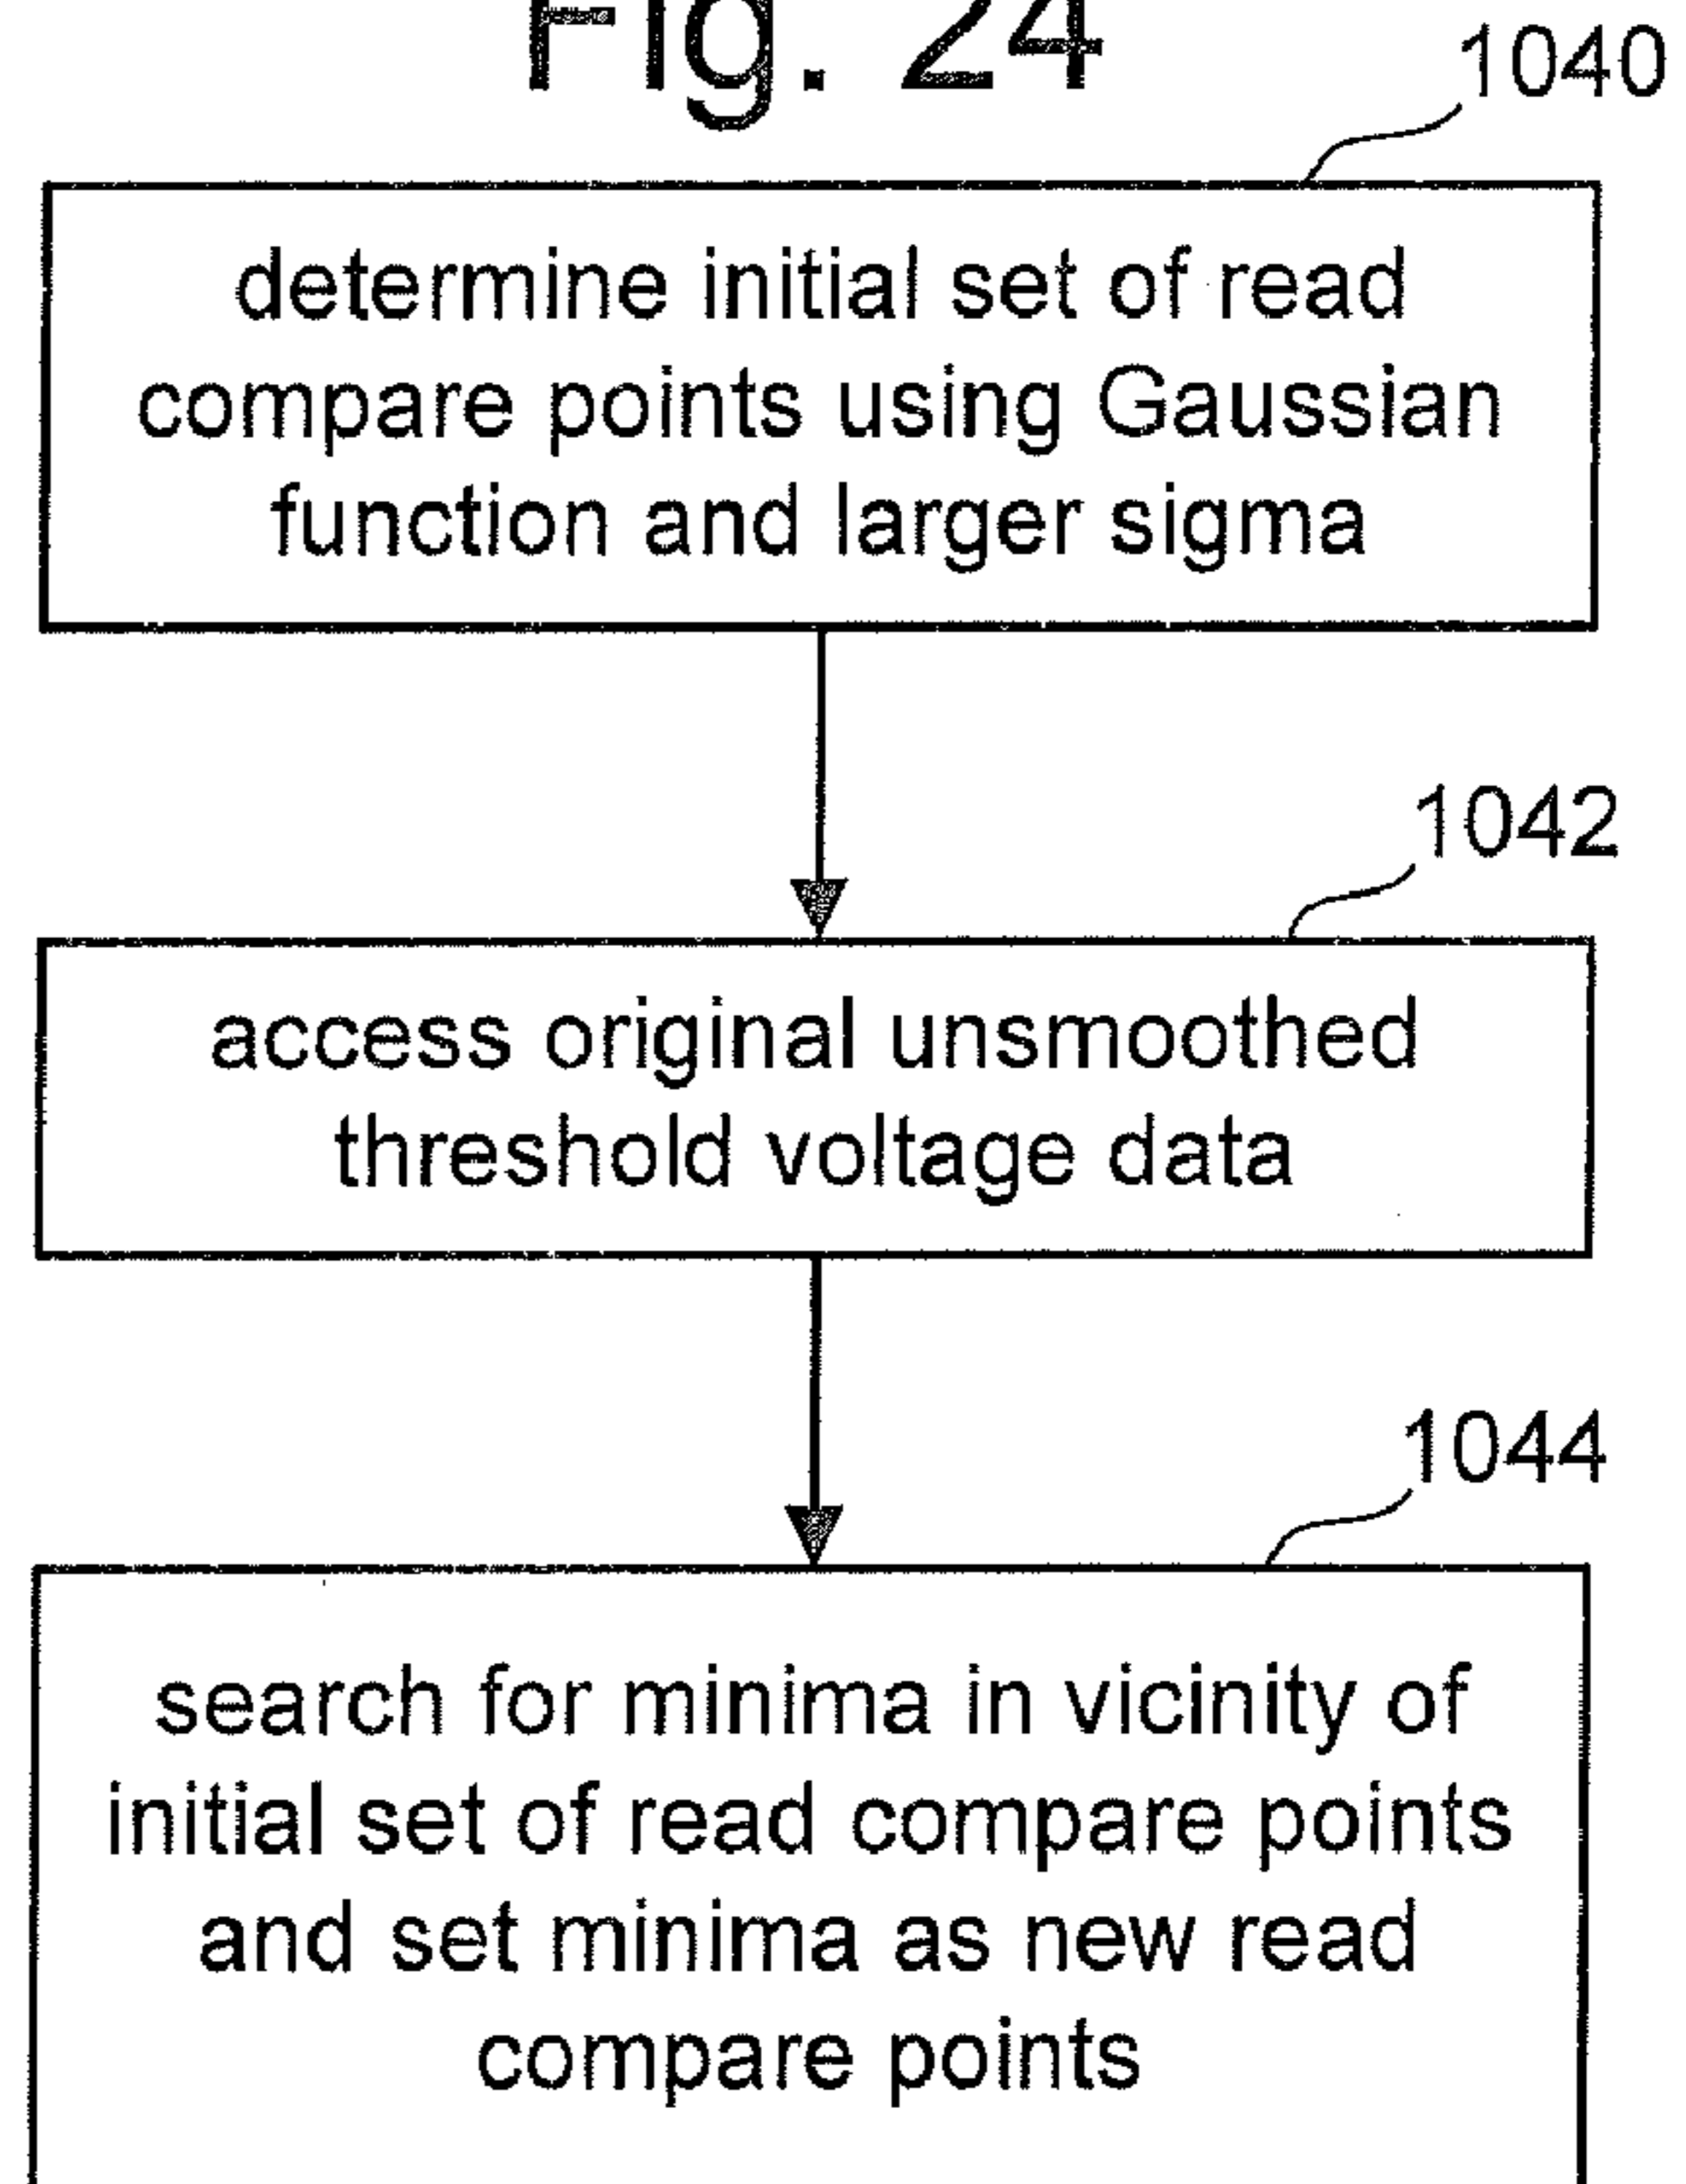 Fig. 24
1040
determine initial set of read
compare points using Gaussian
function and larger sigma
1042
access original unsmoothed
threshold voltage data
1044
search for minima in vicinity of
initial set of read compare points
and set minima as new read
compare points